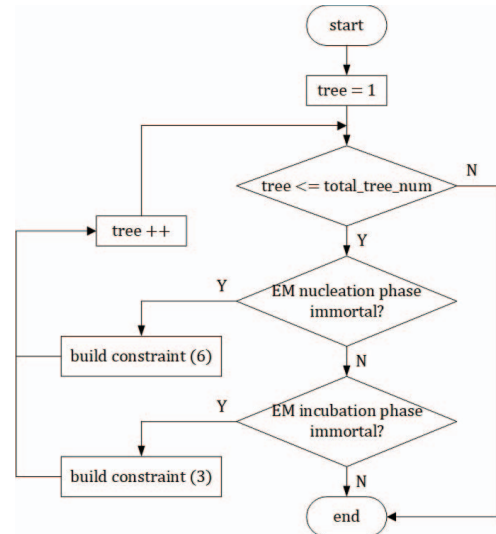 start
tree = 1
tree <= total_tree_num
N
Y
tree ++
EM nucleation phase
immortal?
Y
N
build constraint (6)
EM incubation phase
immortal?
Y
N
build constraint (3)
end